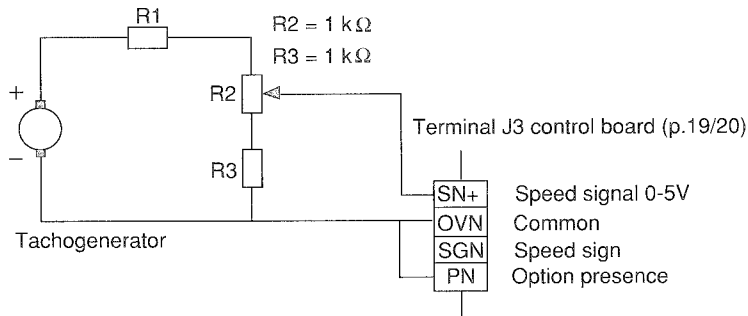 R1
R2 = 1 kΩ
R3 = 1 kΩ
+
R2
Terminal J3 control board (p.19/20)
–
R3
SN+ Speed signal 0-5V
OVN Common
Tachogenerator
SGN Speed sign
PN Option presence